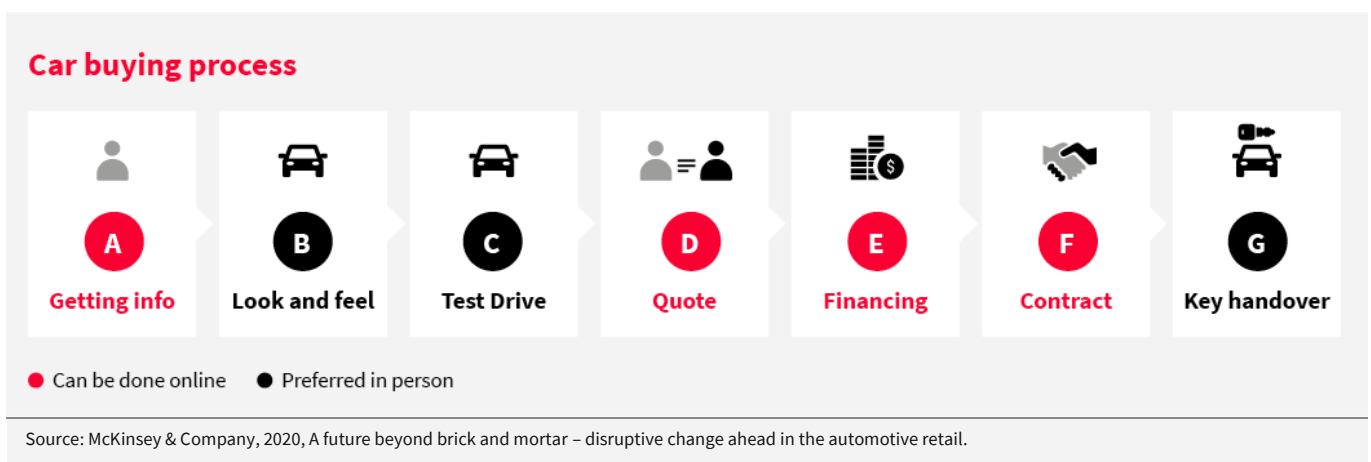 Car buying process
$
A B C D E F G
Getting info Look and feel Test Drive Quote Financing Contract Key handover
Can be done online Preferred in person
Source: McKinsey & Company, 2020, A future beyond brick and mortar – disruptive change ahead in the automotive retail.